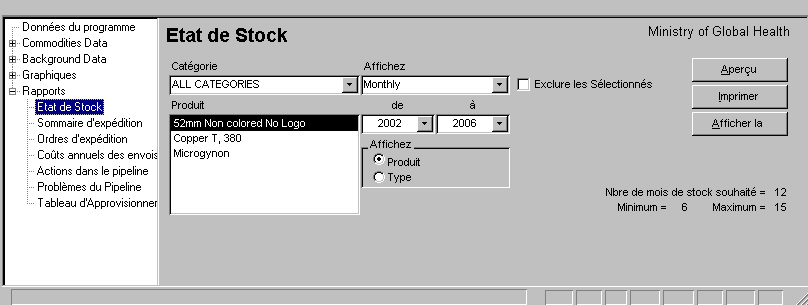 Données du programme
Commodities Data
Background Data
Graphiques
Rapports
Etat de Stock
Sommaire d'expédition
Ordres d'expédition
Coûts annuels des envois
Actions dans le pipeline
Problèmes du Pipeline
Tableau d'Approvisionner
Etat de Stock
Ministry of Global Health
Catégorie
Affichez
ALL CATEGORIES
Monthly
Exclure les Sélectionnés
Aperçu
Imprimer
Afficher la
Produit
de
à
52mm Non colored No Logo
2002
2006
Copper T, 380
Microgynon
Affichez
Produit
Type
Nbre de mois de stock souhaité = 12
Minimum = 6 Maximum = 15